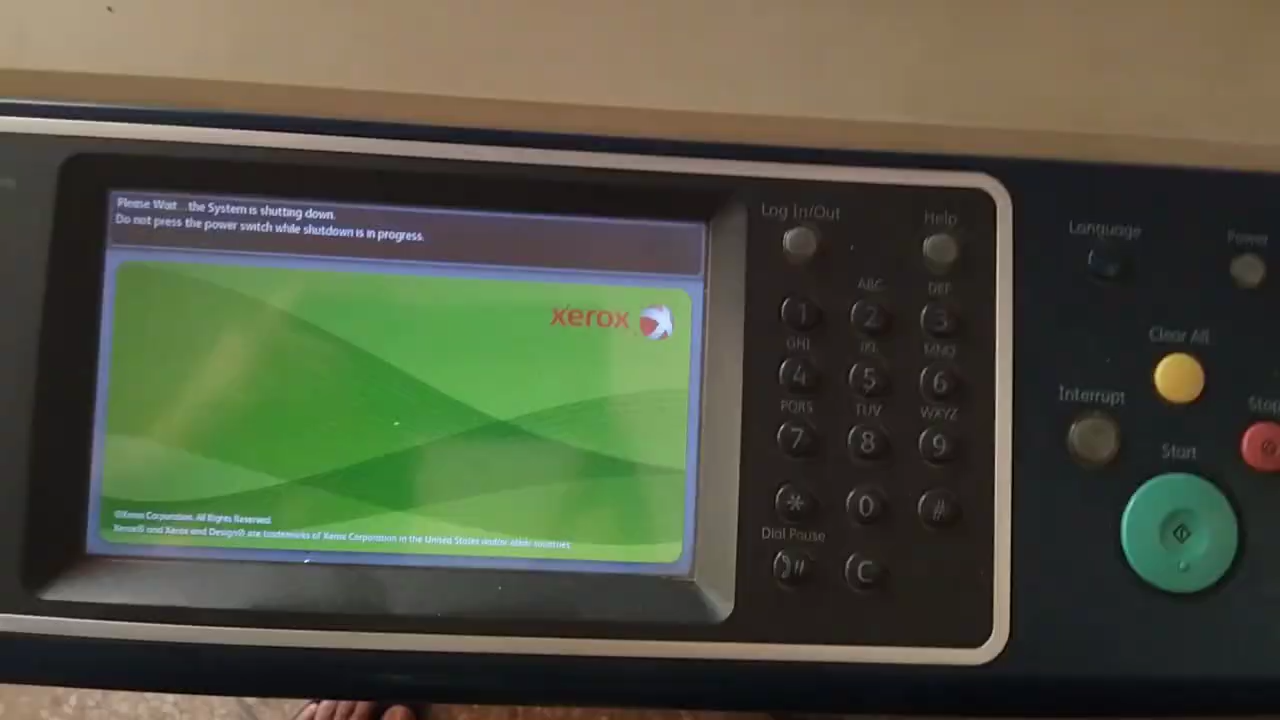 Please Wait...the System is shutting down.
Do not press the power switch while shutdown is in progress.
xerox
©Xerox Corporation. All Rights Reserved.
Xerox® and Xerox and Design® are trademarks of Xerox Corporation in the United States and/or other countries.
Log In/Out
Help
Language
Power
ABC
DEF
1
2
3
Clear All
GHI
JKL
MNO
4
5
6
Interrupt
Stop
PQRS
TUV
WXYZ
7
8
9
Start
*
0
#
Dial Pause
C